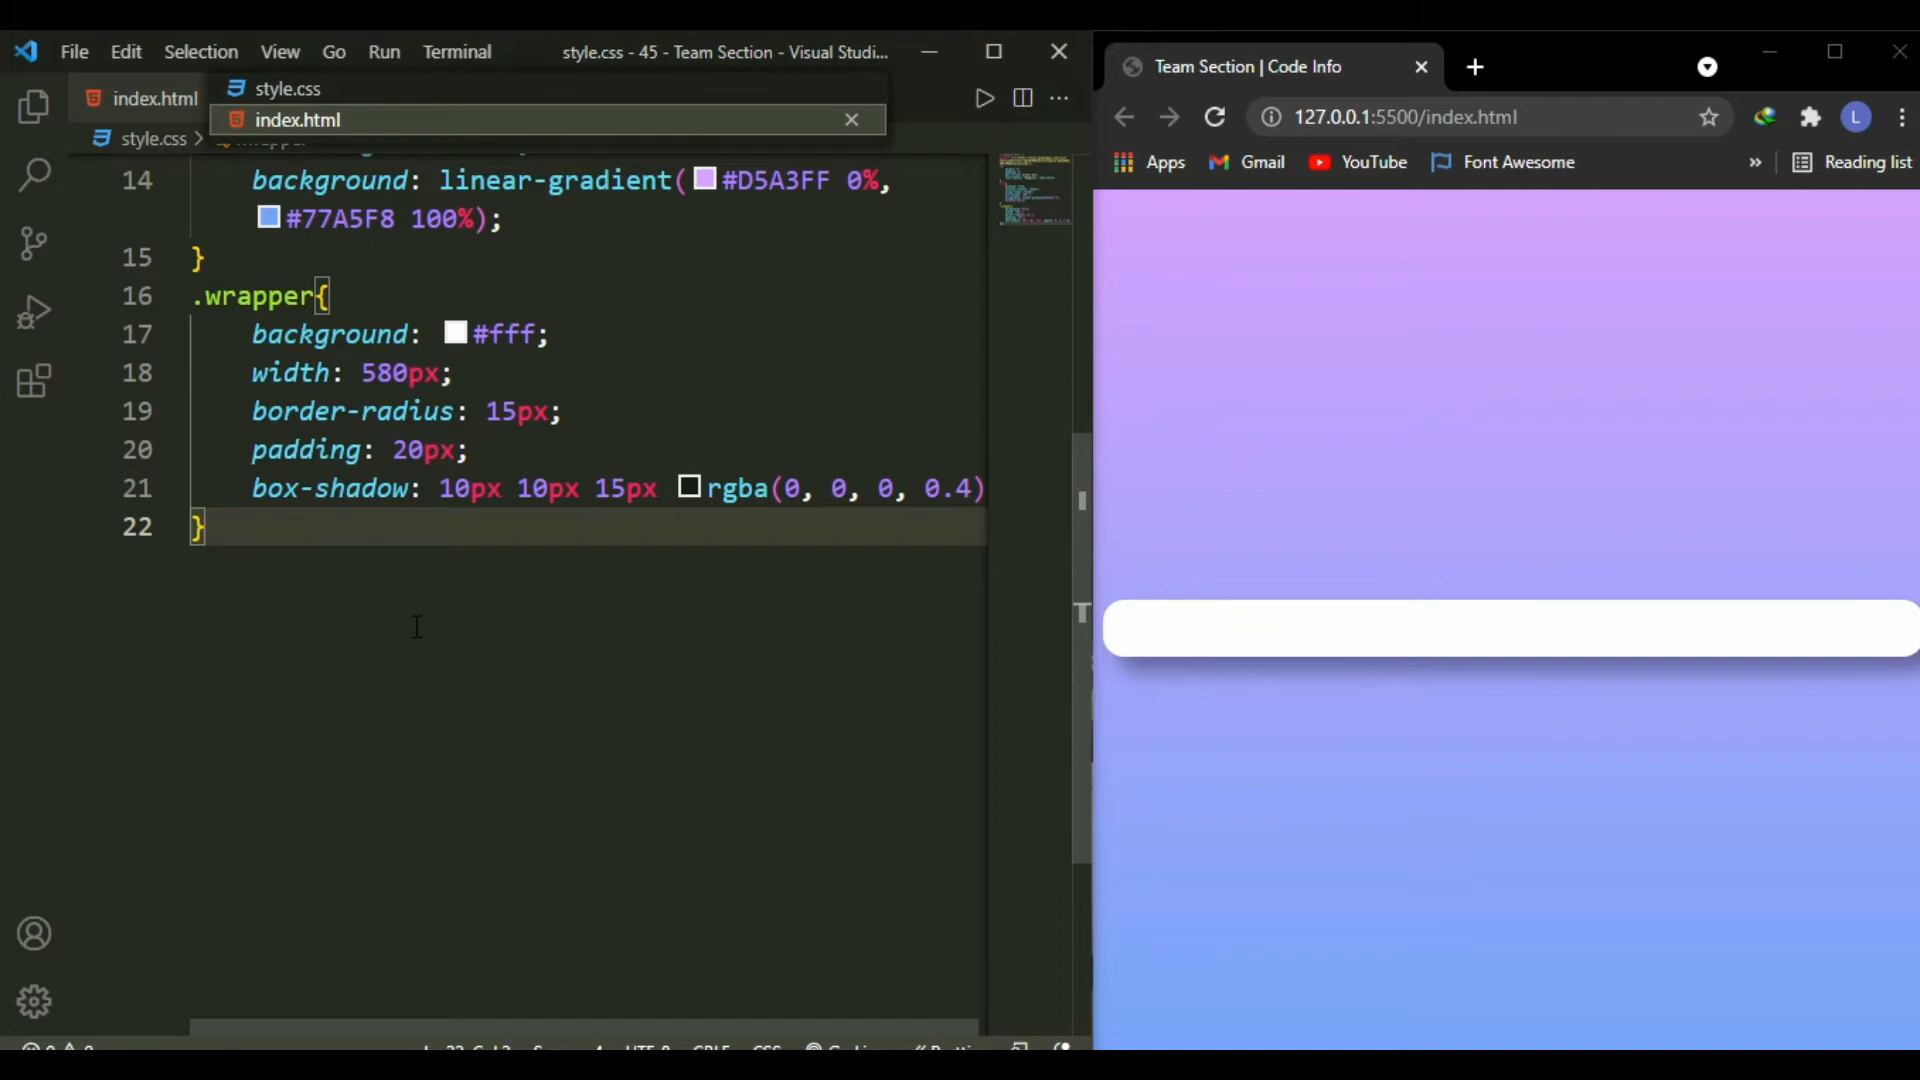 File Edit Selection View Go Run Terminal
style.css - 45 - Team Section - Visual Studi...
index.html
style.css
index.html
style.css
14 background: linear-gradient(#D5A3FF 0%,
#77A5F8 100%);
15 }
16 .wrapper{
17 background: #fff;
18 width: 580px;
19 border-radius: 15px;
20 padding: 20px;
21 box-shadow: 10px 10px 15px rgba(0, 0, 0, 0.4)
22 }
Team Section | Code Info
127.0.0.1:5500/index.html
L
Apps Gmail YouTube Font Awesome » Reading list